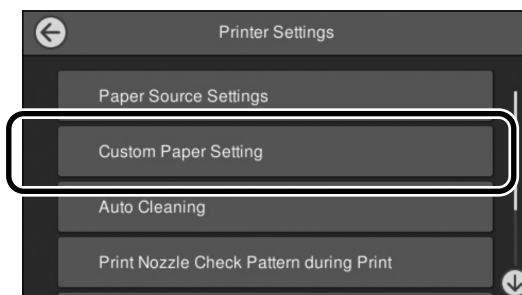 Printer Settings
Paper Source Settings
Custom Paper Setting
Auto Cleaning
Print Nozzle Check Pattern during Print